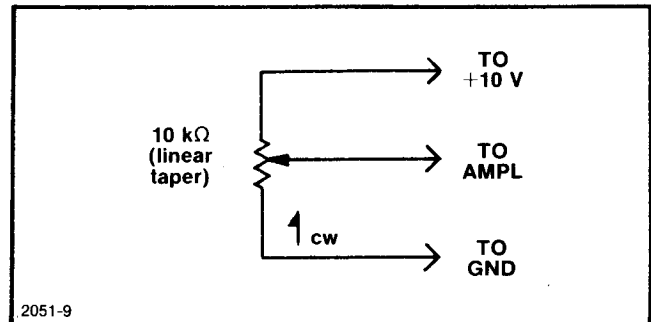 TO
+10 V
10 kΩ
(linear
taper)
TO
AMPL
cw
TO
GND
2051-9